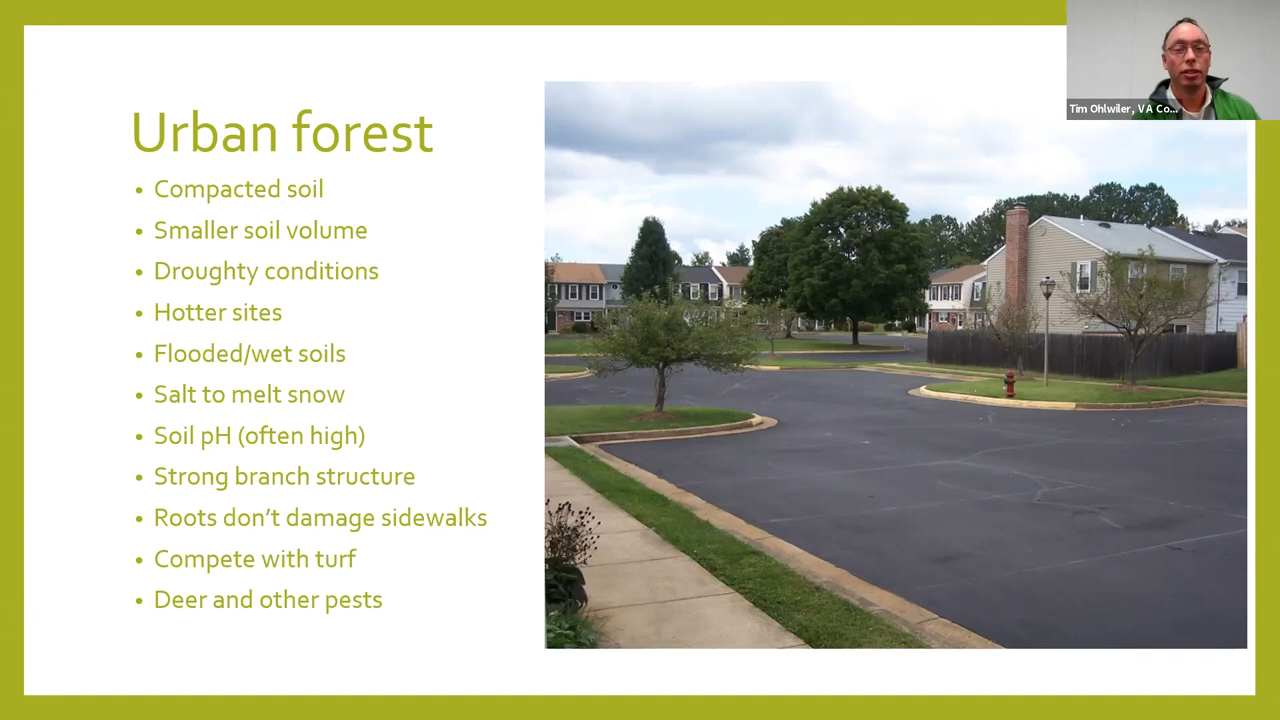 Tim Ohlwiler, VA Co...
Urban forest
• Compacted soil
• Smaller soil volume
• Droughty conditions
• Hotter sites
• Flooded/wet soils
• Salt to melt snow
• Soil pH (often high)
• Strong branch structure
• Roots don’t damage sidewalks
• Compete with turf
• Deer and other pests